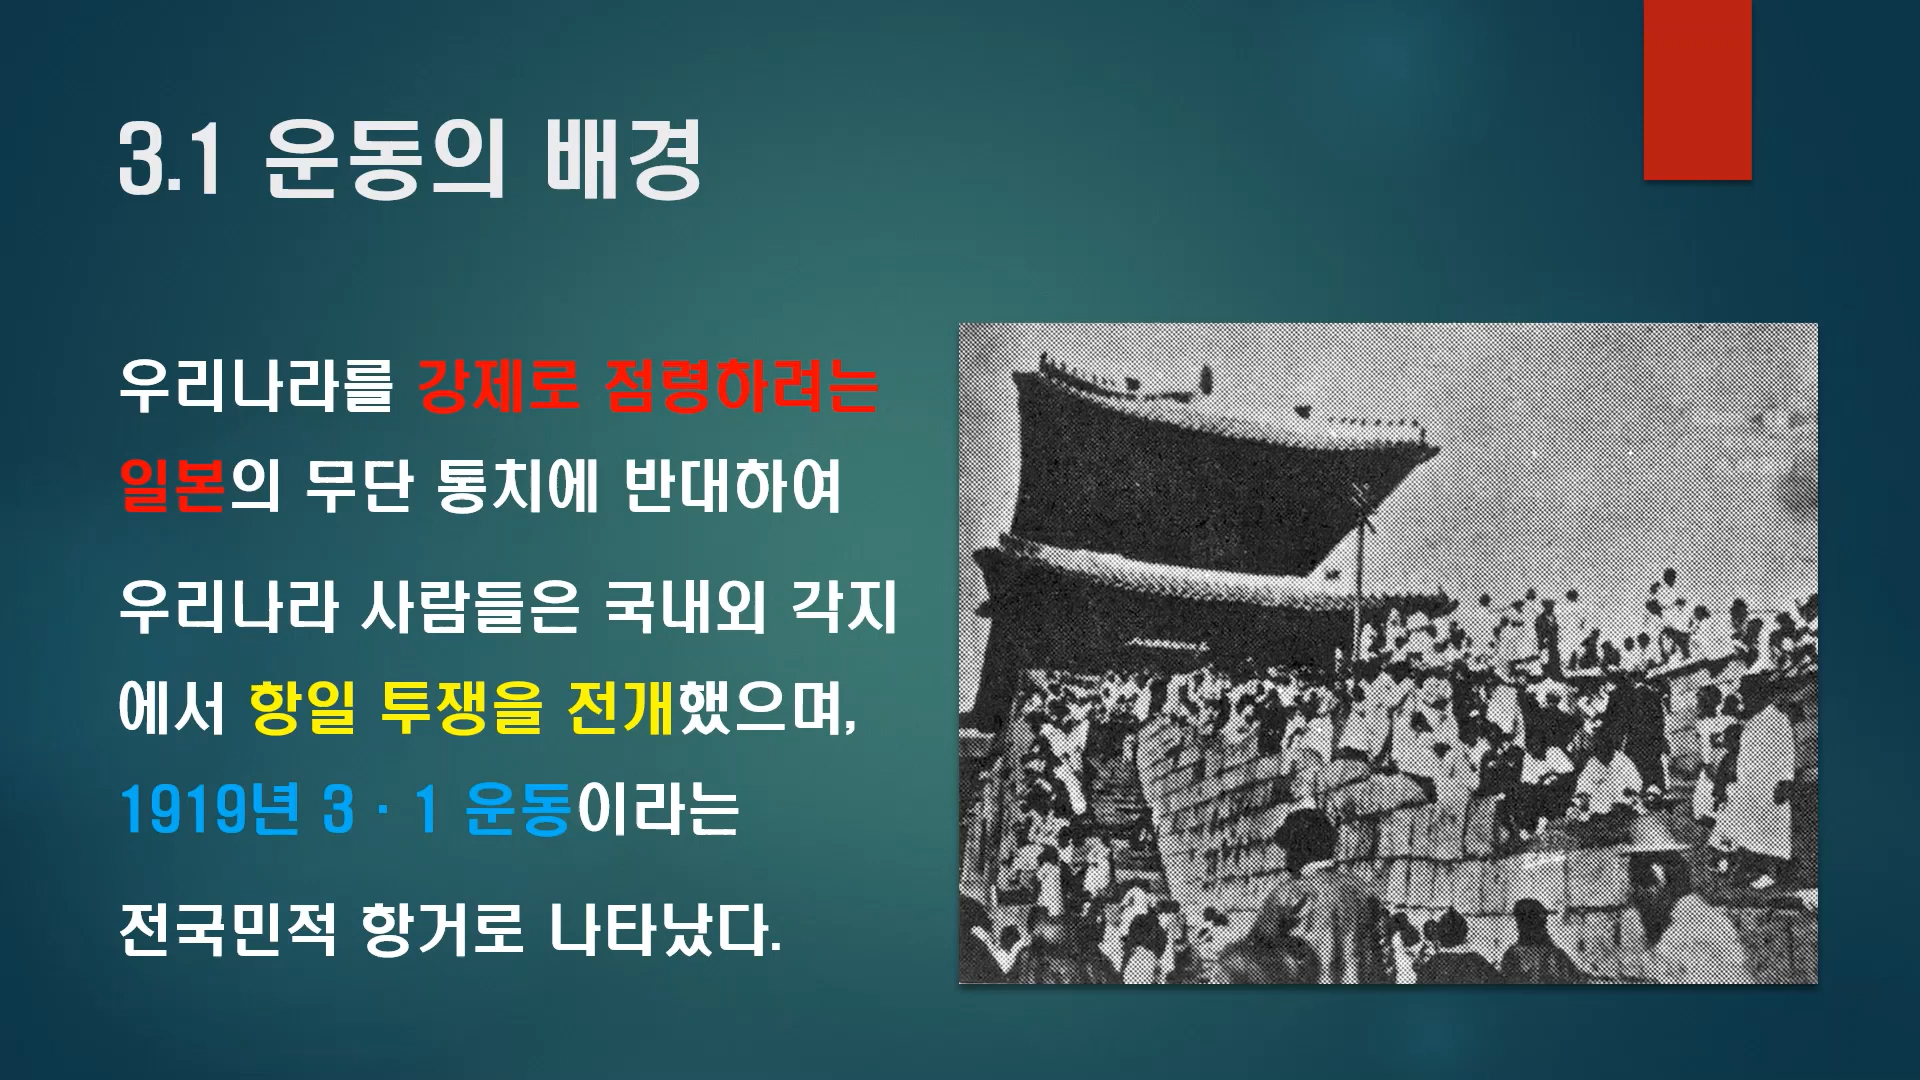 3.1 운동의 배경
우리나라를 강제로 점령하려는
일본의 무단 통치에 반대하여
우리나라 사람들은 국내외 각지
에서 항일 투쟁을 전개했으며,
1919년 3 · 1 운동이라는
전국민적 항거로 나타났다.